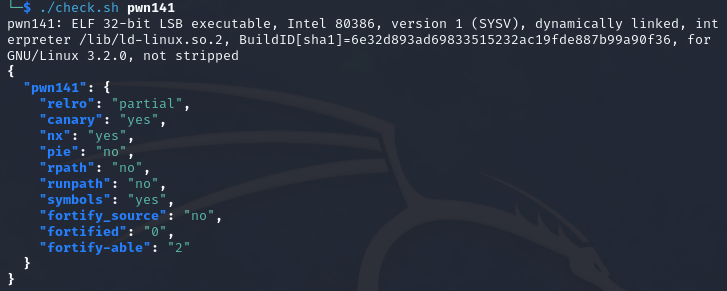 └─$ ./check.sh pwn141
pwn141: ELF 32-bit LSB executable, Intel 80386, version 1 (SYSV), dynamically linked, int
erpreter /lib/ld-linux.so.2, BuildID[sha1]=6e32d893ad69833515232ac19fde887b99a90f36, for
GNU/Linux 3.2.0, not stripped
{
  "pwn141": {
    "relro": "partial",
    "canary": "yes",
    "nx": "yes",
    "pie": "no",
    "rpath": "no",
    "runpath": "no",
    "symbols": "yes",
    "fortify_source": "no",
    "fortified": "0",
    "fortify-able": "2"
  }
}